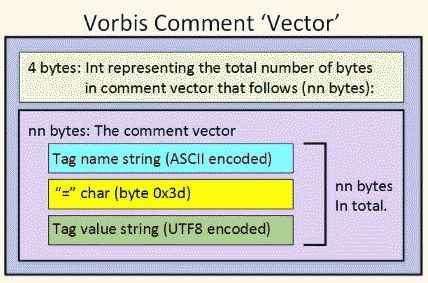 Vorbis Comment ‘Vector’
4 bytes: Int representing the total number of bytes
in comment vector that follows (nn bytes):
nn bytes: The comment vector
Tag name string (ASCII encoded)
“=” char (byte 0x3d)
Tag value string (UTF8 encoded)
nn bytes
In total.